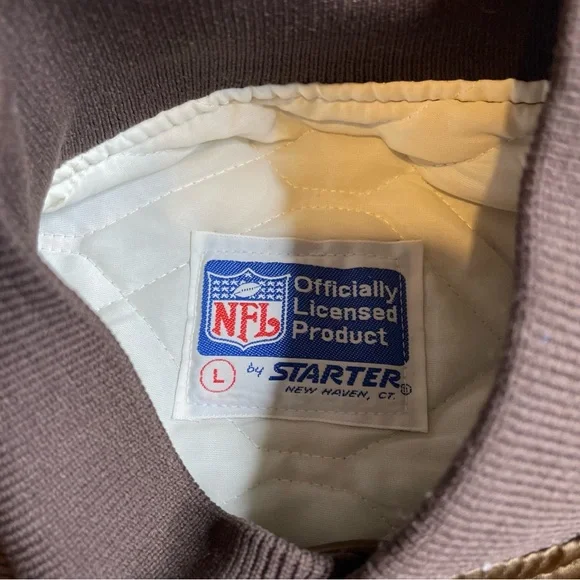 NFL
Officially
Licensed
Product
L
by STARTER®
NEW HAVEN, CT.